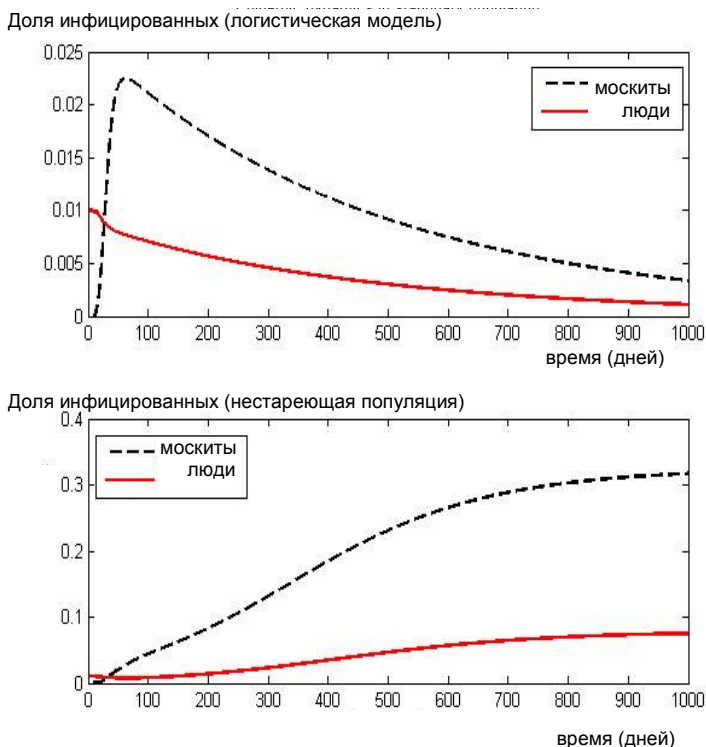 Доля инфицированных (логистическая модель)
0.025
0.02
0.015
0.01
0.005
0
москиты
люди
0 100 200 300 400 500 600 700 800 900 1000
время (дней)
Доля инфицированных (нестареющая популяция)
0.4
0.3
0.2
0.1
0
москиты
люди
0 100 200 300 400 500 600 700 800 900 1000
время (дней)